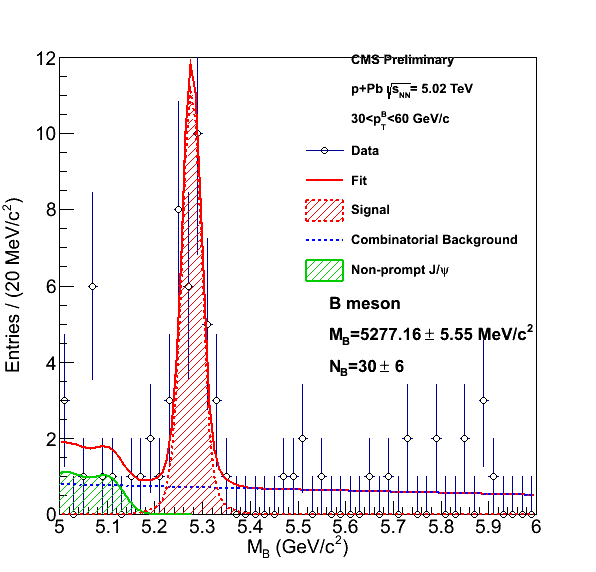 12
10
8
6
4
2
0
Entries / (20 MeV/c²)
CMS Preliminary
p+Pb √sNN= 5.02 TeV
30<pTB<60 GeV/c
Data
Fit
Signal
Combinatorial Background
Non-prompt J/ψ
B meson
MB=5277.16± 5.55 MeV/c²
NB=30± 6
5 5.1 5.2 5.3 5.4 5.5 5.6 5.7 5.8 5.9 6
MB (GeV/c²)